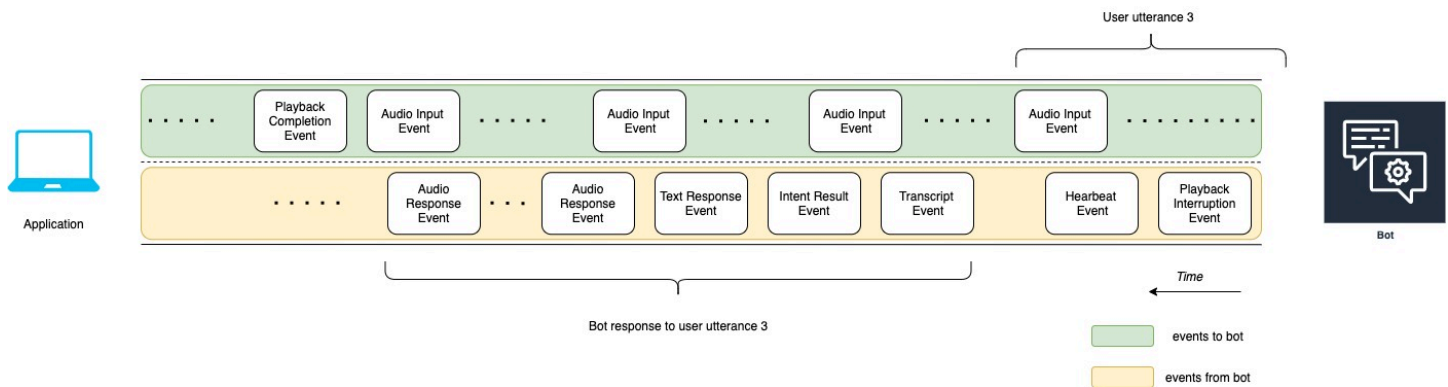 User utterance 3
Playback
Completion
Event
Audio Input
Event
Audio Input
Event
Audio Input
Event
Audio Input
Event
Application
Audio
Response
Event
Audio
Response
Event
Text Response
Event
Intent Result
Event
Transcript
Event
Hearbeat
Event
Playback
Interruption
Event
Bot
Time
Bot response to user utterance 3
events to bot
events from bot